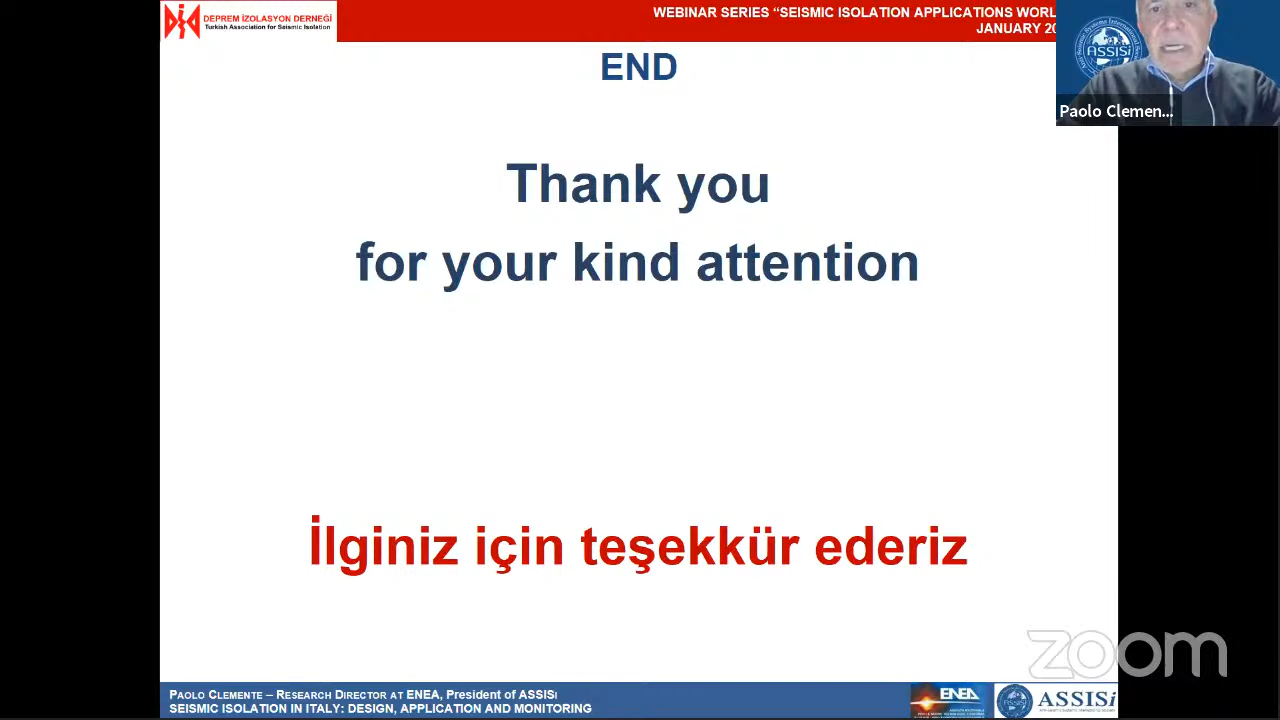 DEPREM İZOLASYON DERNEĞİ
Turkish Association for Seismic Isolation
WEBINAR SERIES “SEISMIC ISOLATION APPLICATIONS
JANUARY
END
ASSISi
Paolo Clemen...
Thank you
for your kind attention
İlginiz için teşekkür ederiz
zoom
PAOLO CLEMENTE – RESEARCH DIRECTOR AT ENEA, President of ASSISi
SEISMIC ISOLATION IN ITALY: DESIGN, APPLICATION AND MONITORING
ENEA
ASSISi